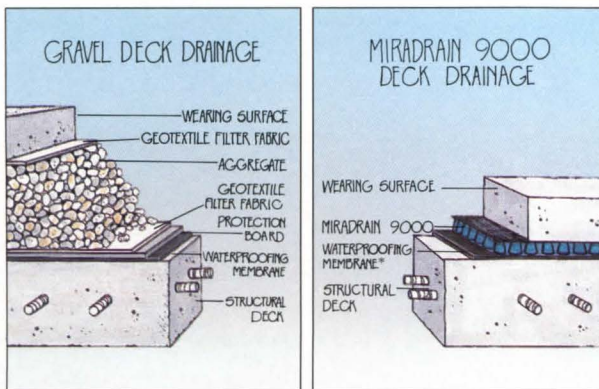 GRAVEL DECK DRAINAGE
WEARING SURFACE
GEOTEXTILE FILTER FABRIC
AGGREGATE
GEOTEXTILE
FILTER FABRIC
PROTECTION
BOARD
WATERPROOFING
MEMBRANE
STRUCTURAL
DECK
MIRADRAIN 9000
DECK DRAINAGE
WEARING SURFACE
MIRADRAIN 9000
WATERPROOFING
MEMBRANE*
STRUCTURAL
DECK